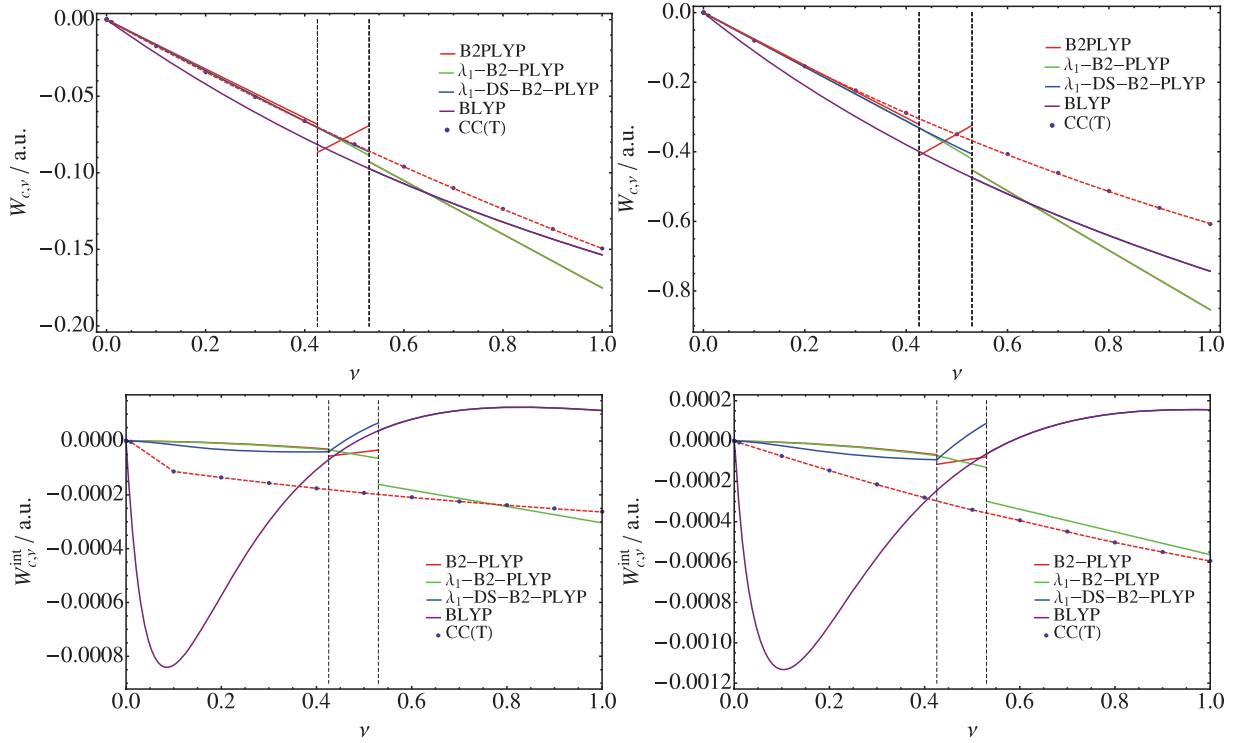 0.00
−0.05
−0.10
−0.15
−0.20
W_{c,ν} / a.u.
0.0 0.2 0.4 0.6 0.8 1.0
ν
B2PLYP
λ₁−B2−PLYP
λ₁−DS−B2−PLYP
BLYP
CC(T)
0.0
−0.2
−0.4
−0.6
−0.8
W_{c,ν} / a.u.
0.0 0.2 0.4 0.6 0.8 1.0
ν
B2PLYP
λ₁−B2−PLYP
λ₁−DS−B2−PLYP
BLYP
CC(T)
0.0000
−0.0002
−0.0004
−0.0006
−0.0008
W^{int}_{c,ν} / a.u.
0.0 0.2 0.4 0.6 0.8 1.0
ν
B2−PLYP
λ₁−B2−PLYP
λ₁−DS−B2−PLYP
BLYP
CC(T)
0.0002
0.0000
−0.0002
−0.0004
−0.0006
−0.0008
−0.0010
−0.0012
W^{int}_{c,ν} / a.u.
0.0 0.2 0.4 0.6 0.8 1.0
ν
B2−PLYP
λ₁−B2−PLYP
λ₁−DS−B2−PLYP
BLYP
CC(T)